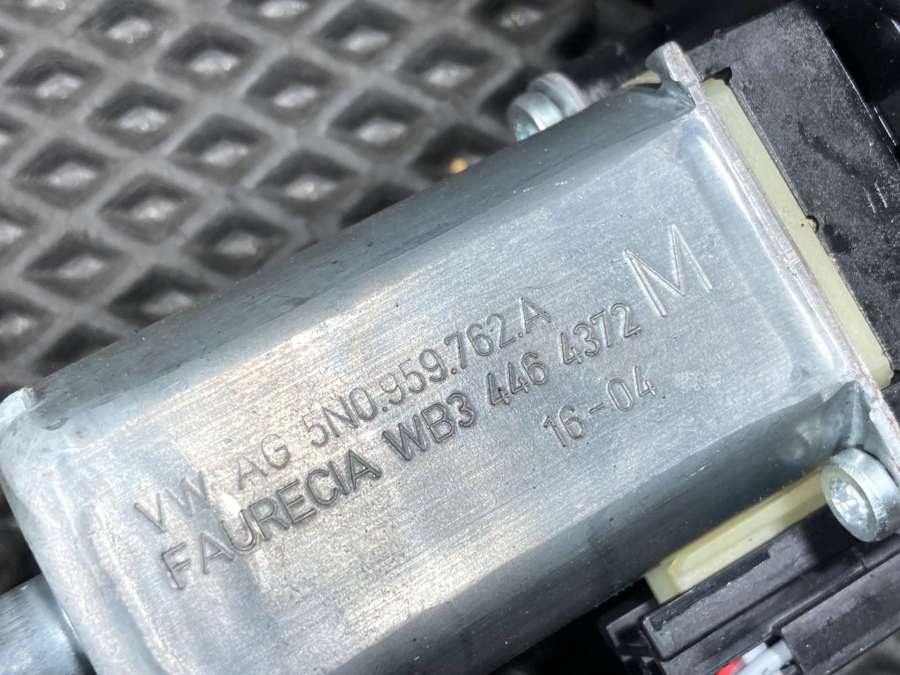 VW AG 5N0.959.762.A
FAURECIA WB3 446 4372 M
16-04